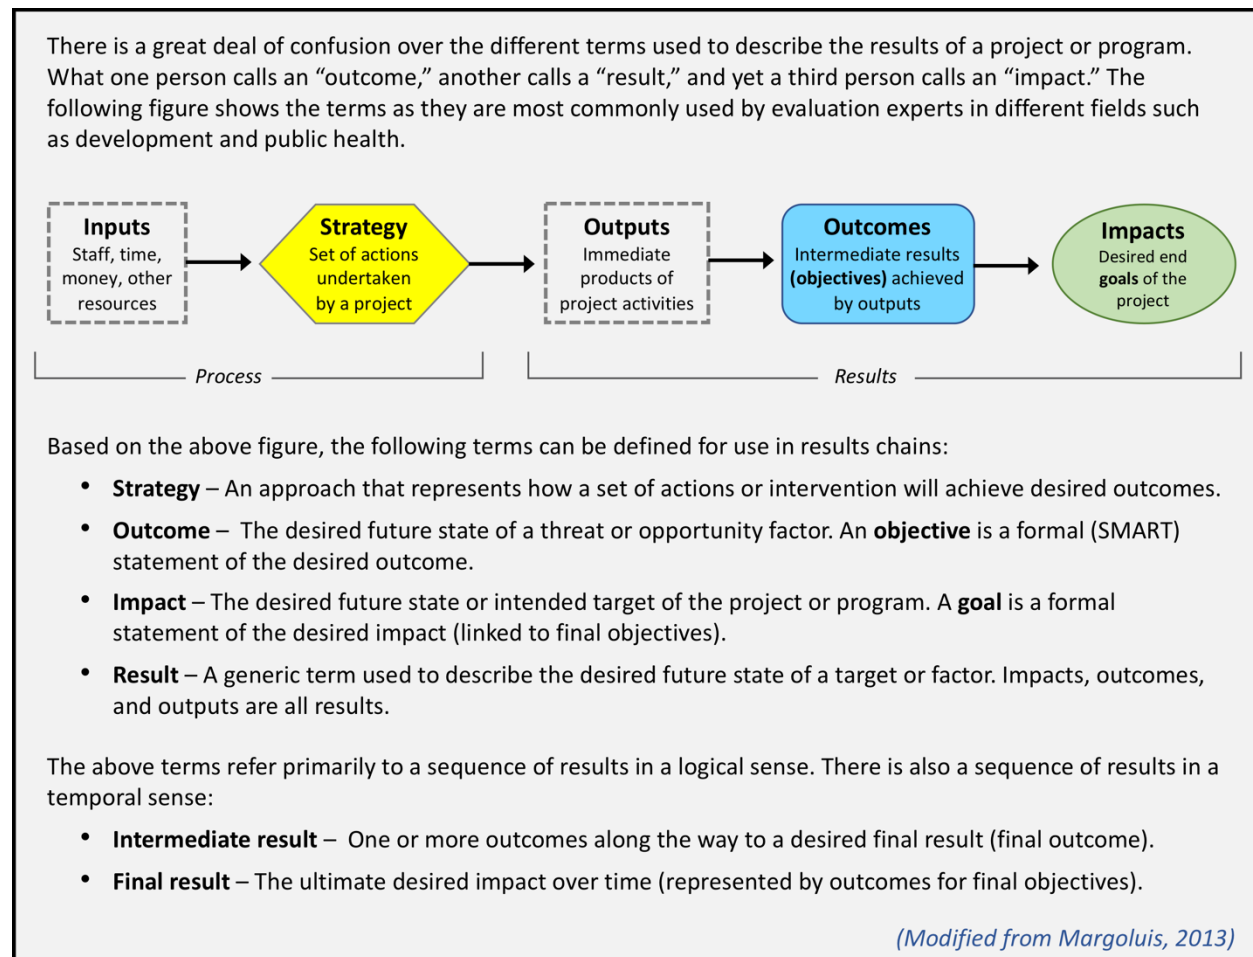 There is a great deal of confusion over the different terms used to describe the results of a project or program.
What one person calls an “outcome,” another calls a “result,” and yet a third person calls an “impact.” The
following figure shows the terms as they are most commonly used by evaluation experts in different fields such
as development and public health.
Inputs
Staff, time,
money, other
resources
Strategy
Set of actions
undertaken
by a project
Outputs
Immediate
products of
project activities
Outcomes
Intermediate results
(objectives) achieved
by outputs
Impacts
Desired end
goals of the
project
Process
Results
Based on the above figure, the following terms can be defined for use in results chains:
• Strategy – An approach that represents how a set of actions or intervention will achieve desired outcomes.
• Outcome – The desired future state of a threat or opportunity factor. An objective is a formal (SMART)
statement of the desired outcome.
• Impact – The desired future state or intended target of the project or program. A goal is a formal
statement of the desired impact (linked to final objectives).
• Result – A generic term used to describe the desired future state of a target or factor. Impacts, outcomes,
and outputs are all results.
The above terms refer primarily to a sequence of results in a logical sense. There is also a sequence of results in a
temporal sense:
• Intermediate result – One or more outcomes along the way to a desired final result (final outcome).
• Final result – The ultimate desired impact over time (represented by outcomes for final objectives).
(Modified from Margoluis, 2013)